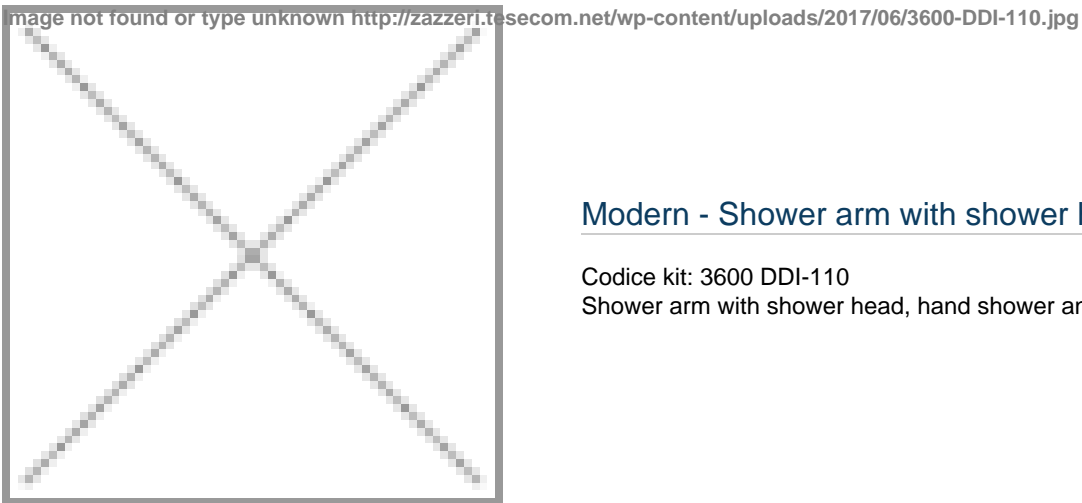 Image not found or type unknown http://zazzeri.tesecom.net/wp-content/uploads/2017/06/3600-DDI-110.jpg
Modern - Shower arm with shower
Codice kit: 3600 DDI-110
Shower arm with shower head, hand shower